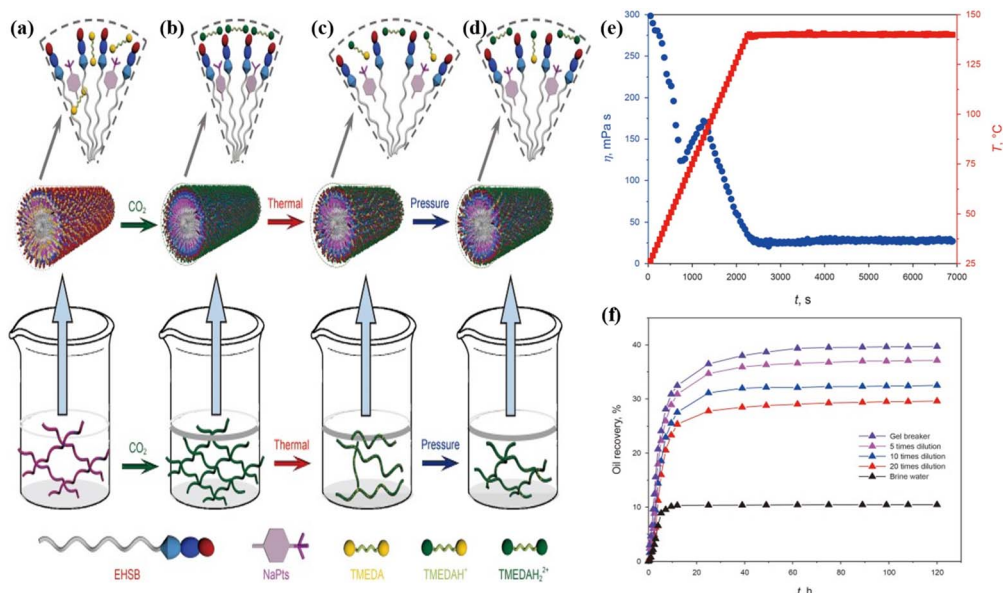 (a)
(b)
(c)
(d)
CO2
Thermal
Pressure
CO2
Thermal
Pressure
EHSB
NaPts
TMEDA
TMEDAH+
TMEDAH2 2+
(e)
300
250
200
150
100
50
0
η, mPa s
150
125
100
75
50
25
T, °C
0 1000 2000 3000 4000 5000 6000 7000
t, s
(f)
40
30
20
10
0
Oil recovery, %
Gel breaker
5 times dilution
10 times dilution
20 times dilution
Brine water
0 20 40 60 80 100 120
t, h